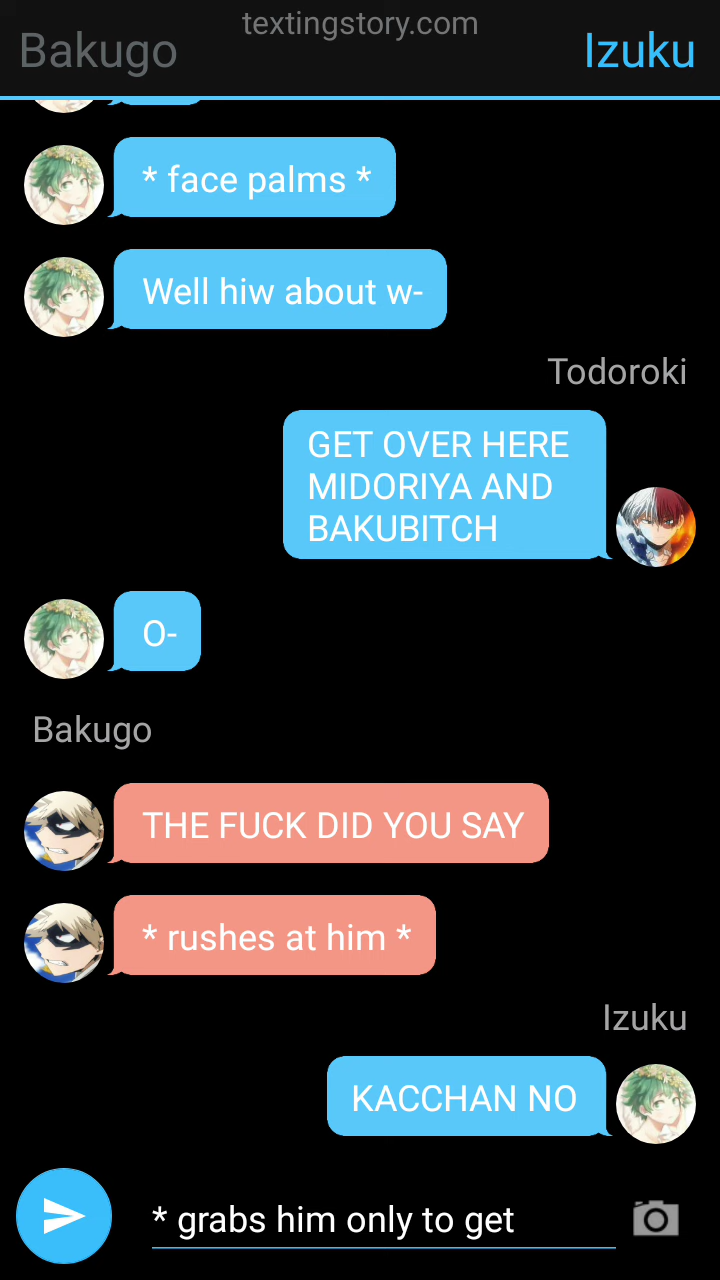 textingstory.com
Bakugo
Izuku
* face palms *
Well hiw about w-
Todoroki
GET OVER HERE
MIDORIYA AND
BAKUBITCH
O-
Bakugo
THE FUCK DID YOU SAY
* rushes at him *
Izuku
KACCHAN NO
* grabs him only to get